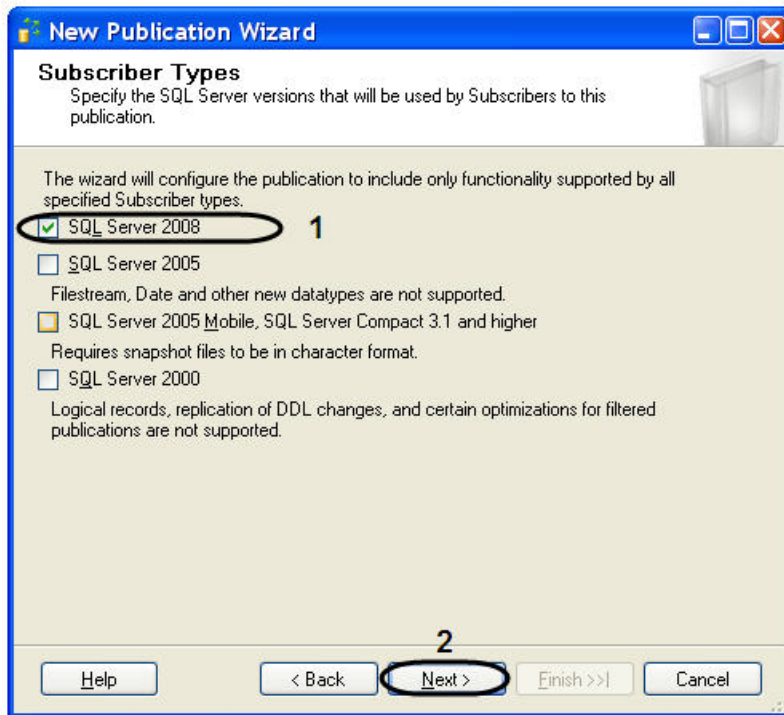 New Publication Wizard
Subscriber Types
Specify the SQL Server versions that will be used by Subscribers to this
publication.
The wizard will configure the publication to include only functionality supported by all
specified Subscriber types.
SQL Server 2008 1
SQL Server 2005
Filestream, Date and other new datatypes are not supported.
SQL Server 2005 Mobile, SQL Server Compact 3.1 and higher
Requires snapshot files to be in character format.
SQL Server 2000
Logical records, replication of DDL changes, and certain optimizations for filtered
publications are not supported.
2
Help < Back Next > Finish >>| Cancel